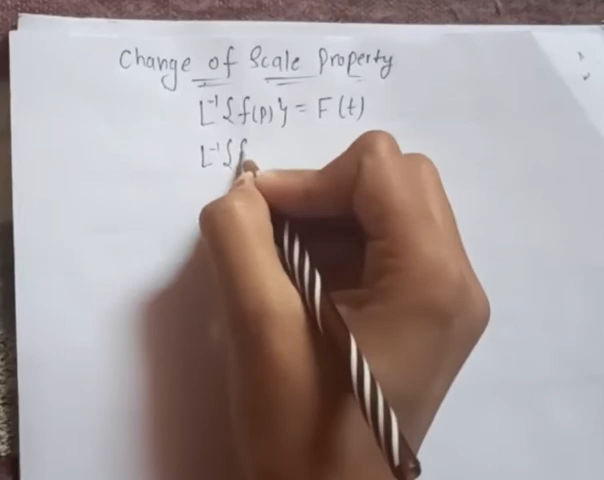 Change of Scale Property
L⁻¹{f(p)} = F(t)
L⁻¹{f